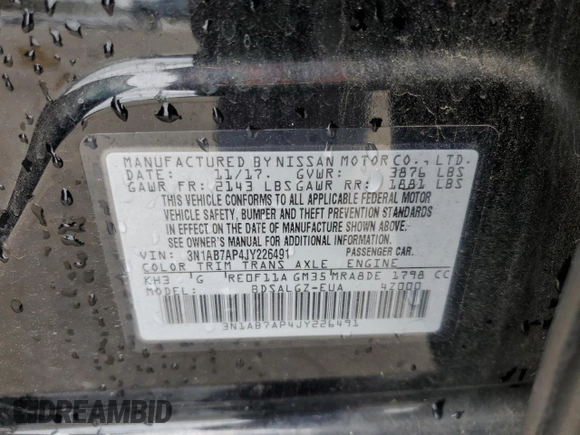 MANUFACTURED BY NISSAN MOTOR CO., LTD.
DATE: 11/17. GVWR: 3876 LBS
GAWR FR: 2143 LBS GAWR RR: 1881 LBS
THIS VEHICLE CONFORMS TO ALL APPLICABLE FEDERAL MOTOR
VEHICLE SAFETY, BUMPER AND THEFT PREVENTION STANDARDS
IN EFFECT ON THE DATE OF MANUFACTURE SHOWN ABOVE.
SEE OWNER'S MANUAL FOR ADDITIONAL INFORMATION.
VIN: 3N1AB7AP4JY226491 PASSENGER CAR.
COLOR TRIM TRANS AXLE ENGINE
KH3 G RE0F11A GM35 MRA8DE 1798 CC
MODEL: BDSALGZ-EUA 47000
3N1AB7AP4JY226491
DREAMBID